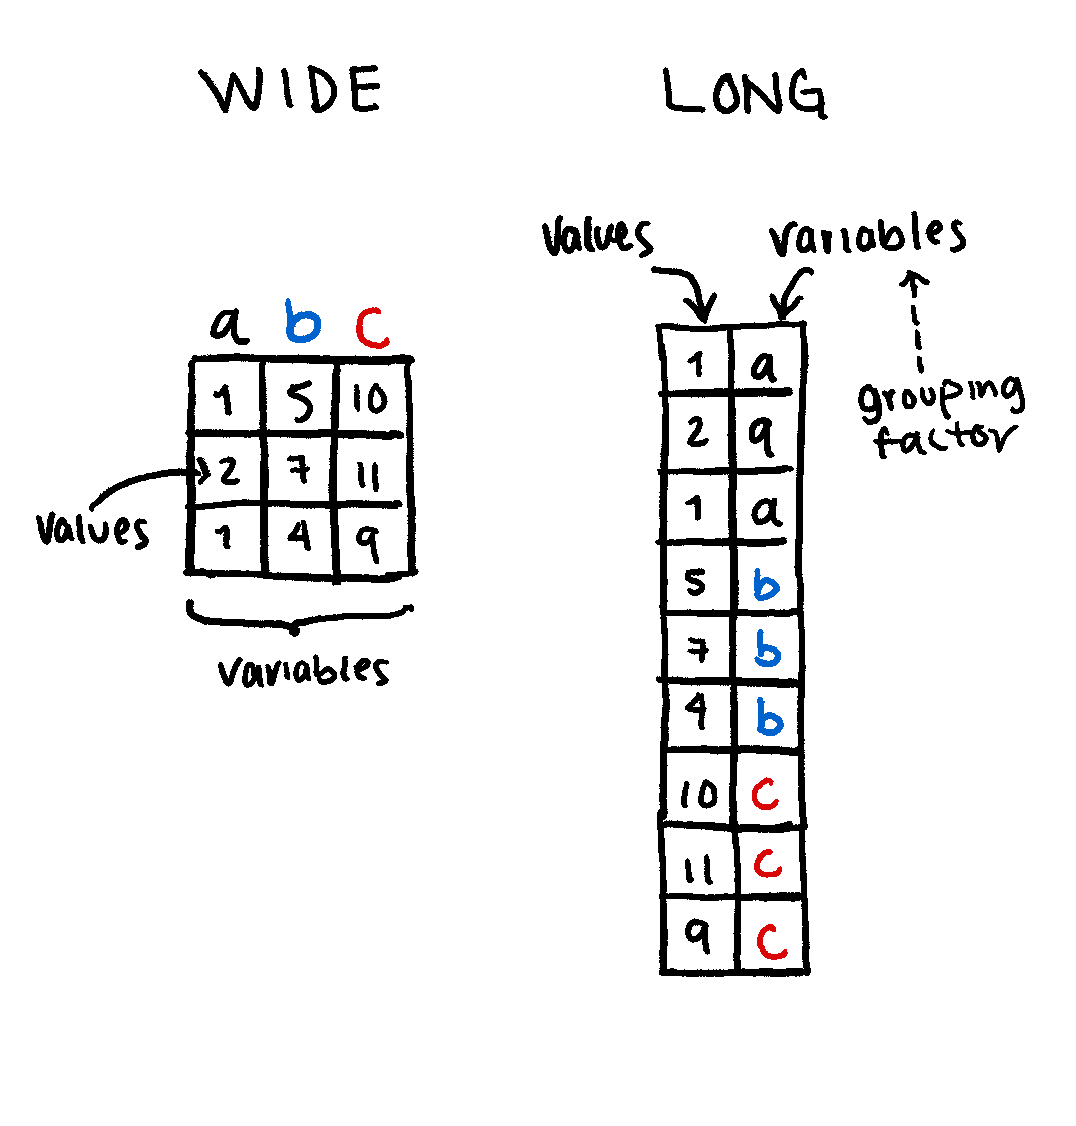 WIDE
LONG
a b c
1 5 10
2 7 11
1 4 9
values
variables
values
variables
grouping
factor
1 a
2 a
1 a
5 b
7 b
4 b
10 c
11 c
9 c